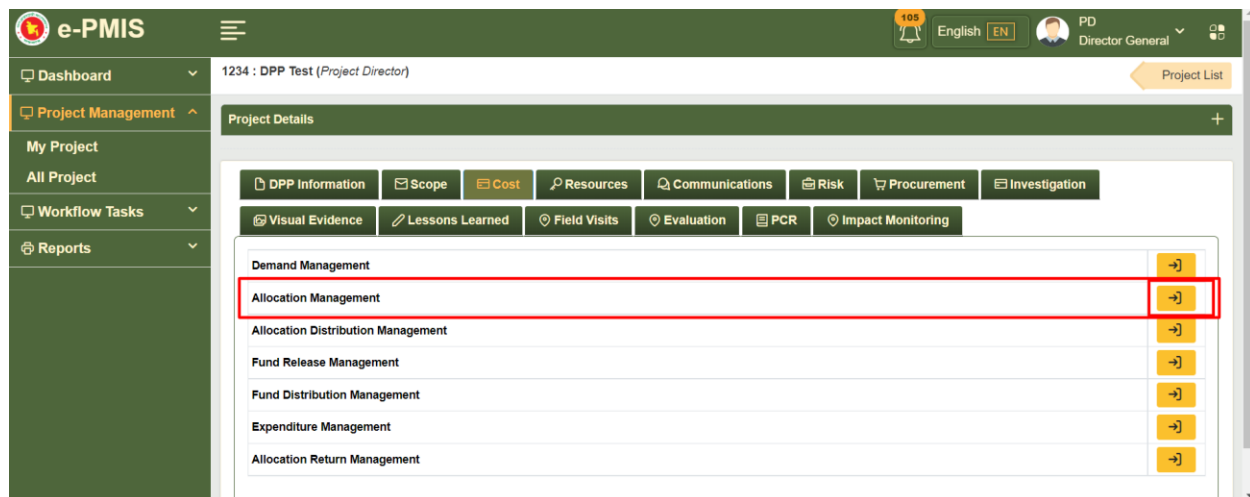 e-PMIS
105
English EN
PD
Director General
Dashboard
1234 : DPP Test (Project Director)
Project List
Project Management
Project Details
My Project
All Project
Workflow Tasks
Reports
DPP Information
Scope
Cost
Resources
Communications
Risk
Procurement
Investigation
Visual Evidence
Lessons Learned
Field Visits
Evaluation
PCR
Impact Monitoring
Demand Management
Allocation Management
Allocation Distribution Management
Fund Release Management
Fund Distribution Management
Expenditure Management
Allocation Return Management